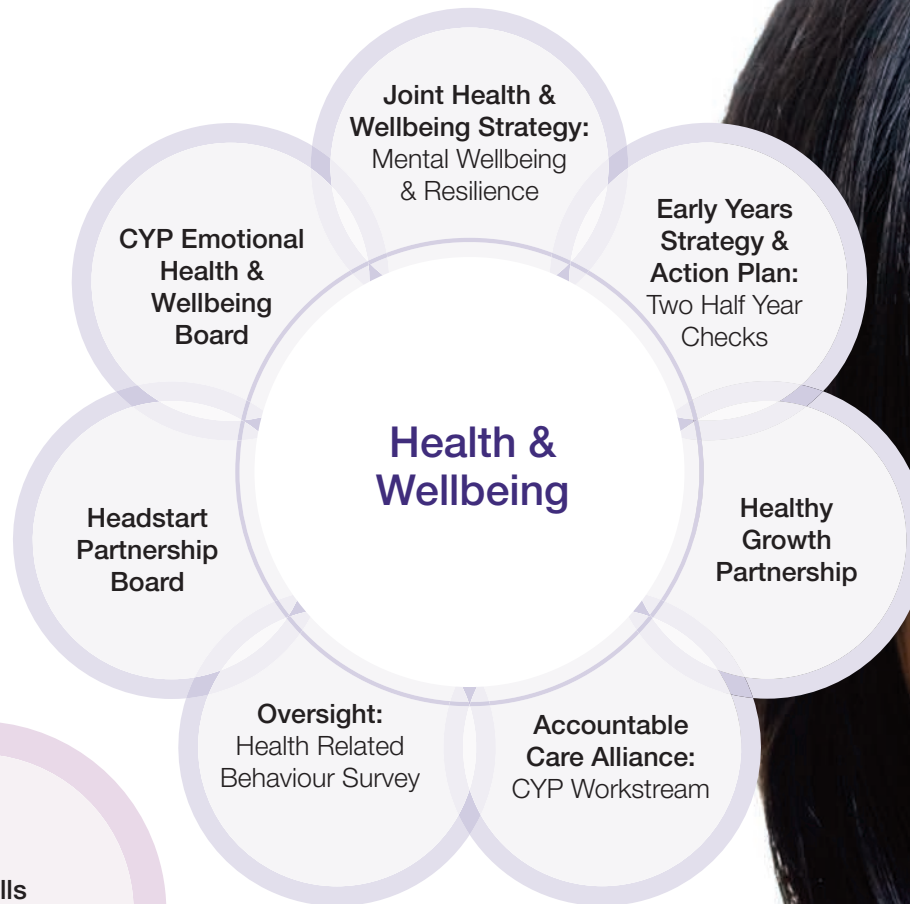 Joint Health &
Wellbeing Strategy:
Mental Wellbeing
& Resilience
Early Years
Strategy &
Action Plan:
Two Half Year
Checks
Healthy
Growth
Partnership
Accountable
Care Alliance:
CYP Workstream
Oversight:
Health Related
Behaviour Survey
Headstart
Partnership
Board
CYP Emotional
Health &
Wellbeing
Board
Health &
Wellbeing
lls